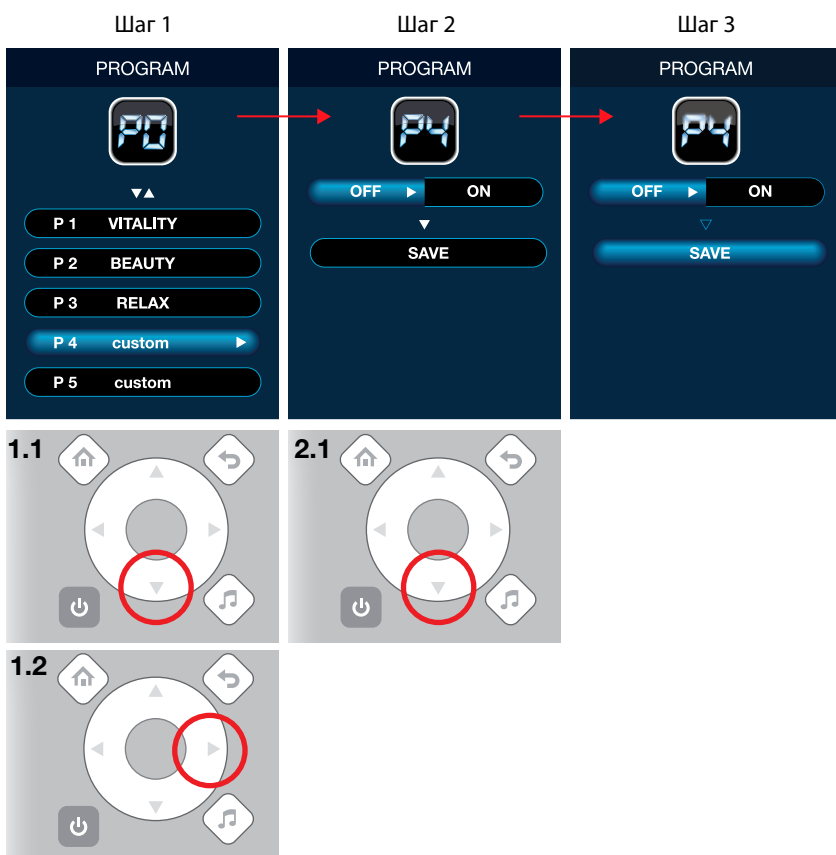 Шаг 1
Шаг 2
Шаг 3
PROGRAM
P0
P 1 VITALITY
P 2 BEAUTY
P 3 RELAX
P 4 custom
P 5 custom
PROGRAM
P4
OFF ON
SAVE
PROGRAM
P4
OFF ON
SAVE
1.1
2.1
1.2